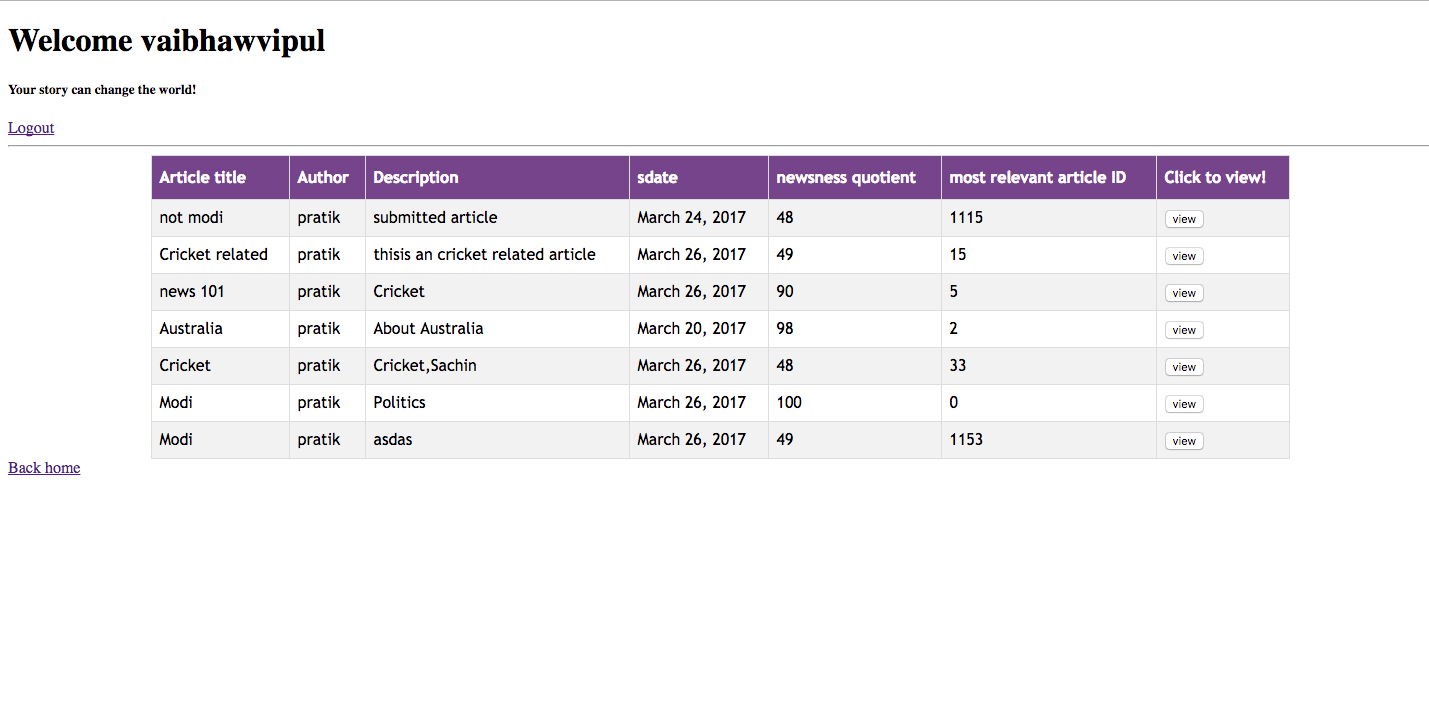 Welcome vaibhawvipul
Your story can change the world!
Logout
Article title Author Description sdate newsness quotient most relevant article ID Click to view!
not modi pratik submitted article March 24, 2017 48 1115 view
Cricket related pratik thisis an cricket related article March 26, 2017 49 15 view
news 101 pratik Cricket March 26, 2017 90 5 view
Australia pratik About Australia March 20, 2017 98 2 view
Cricket pratik Cricket,Sachin March 26, 2017 48 33 view
Modi pratik Politics March 26, 2017 100 0 view
Modi pratik asdas March 26, 2017 49 1153 view
Back home